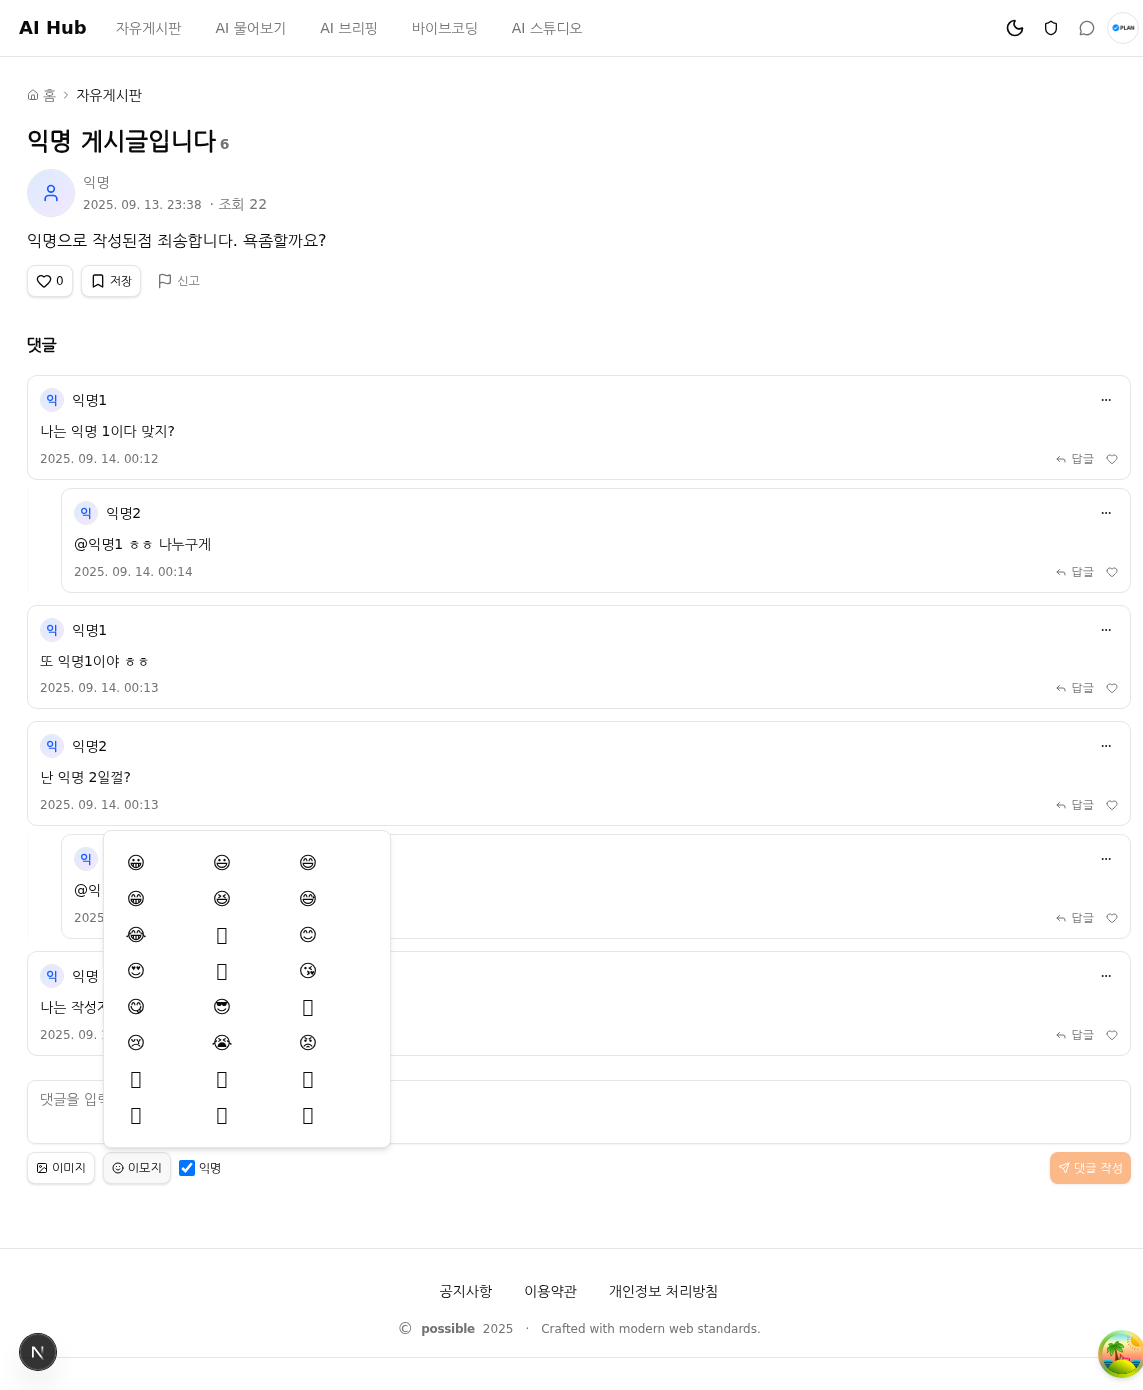 AI Hub 자유게시판 AI 물어보기 AI 브리핑 바이브코딩 AI 스튜디오 PLAN
홈 > 자유게시판
익명 게시글입니다 6
익명
2025. 09. 13. 23:38 · 조회 22
익명으로 작성된점 죄송합니다. 욕좀할까요?
0 저장 신고
댓글
익 익명1
나는 익명 1이다 맞지?
2025. 09. 14. 00:12 답글
익 익명2
@익명1 ㅎㅎ 나누구게
2025. 09. 14. 00:14 답글
익 익명1
또 익명1이야 ㅎㅎ
2025. 09. 14. 00:13 답글
익 익명2
난 익명 2일껄?
2025. 09. 14. 00:13 답글
익
@익
2025 답글
익 익명
나는 작성
2025. 09. 답글
댓글을 입
이미지 이모지 익명 댓글 작성
공지사항 이용약관 개인정보 처리방침
© possible 2025 · Crafted with modern web standards.
N